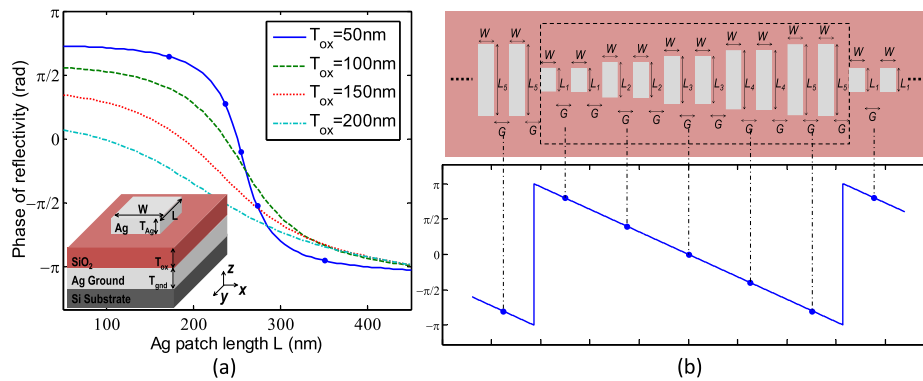 π
π/2
0
−π/2
−π
Phase of reflectivity (rad)
T_ox=50nm
T_ox=100nm
T_ox=150nm
T_ox=200nm
W
L
Ag
T_Ag
SiO₂
T_ox
Ag Ground
T_gnd
Si Substrate
z
x
y
100
200
300
400
Ag patch length L (nm)
(a)
W W W W W W W W W W W W W W
L₅ L₅ L₁ L₁ L₂ L₂ L₃ L₃ L₄ L₄ L₅ L₅ L₁ L₁
G G G G G G G G
π
π/2
0
−π/2
−π
(b)